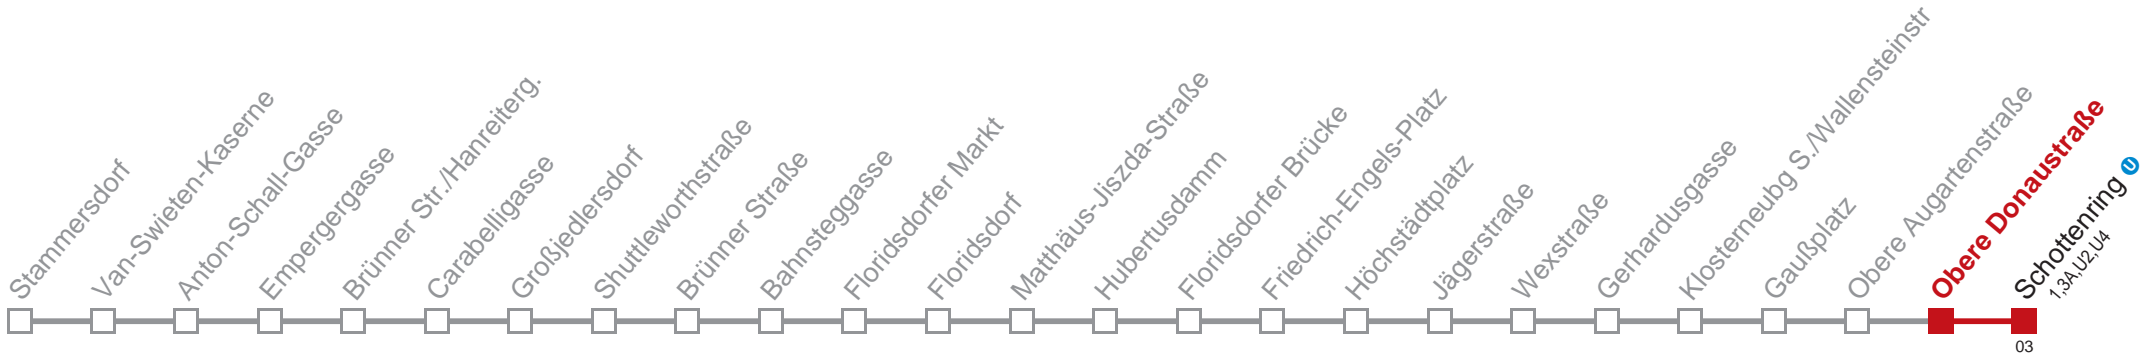 Stammersdorf
Van-Swieten-Kaserne
Anton-Schall-Gasse
Empergergasse
Brünner Str./Hanreiterg.
Carabelligasse
Großjedlersdorf
Shuttleworthstraße
Brünner Straße
Bahnsteggasse
Floridsdorfer Markt
Floridsdorf
Matthäus-Jiszda-Straße
Hubertusdamm
Floridsdorfer Brücke
Friedrich-Engels-Platz
Höchstädtplatz
Jägerstraße
Wexstraße
Gerhardusgasse
Klosterneubg S./Wallensteinstr
Gaußplatz
Obere Augartenstraße
Obere Donaustraße
Schottenring U
1,3A,U2,U4
03